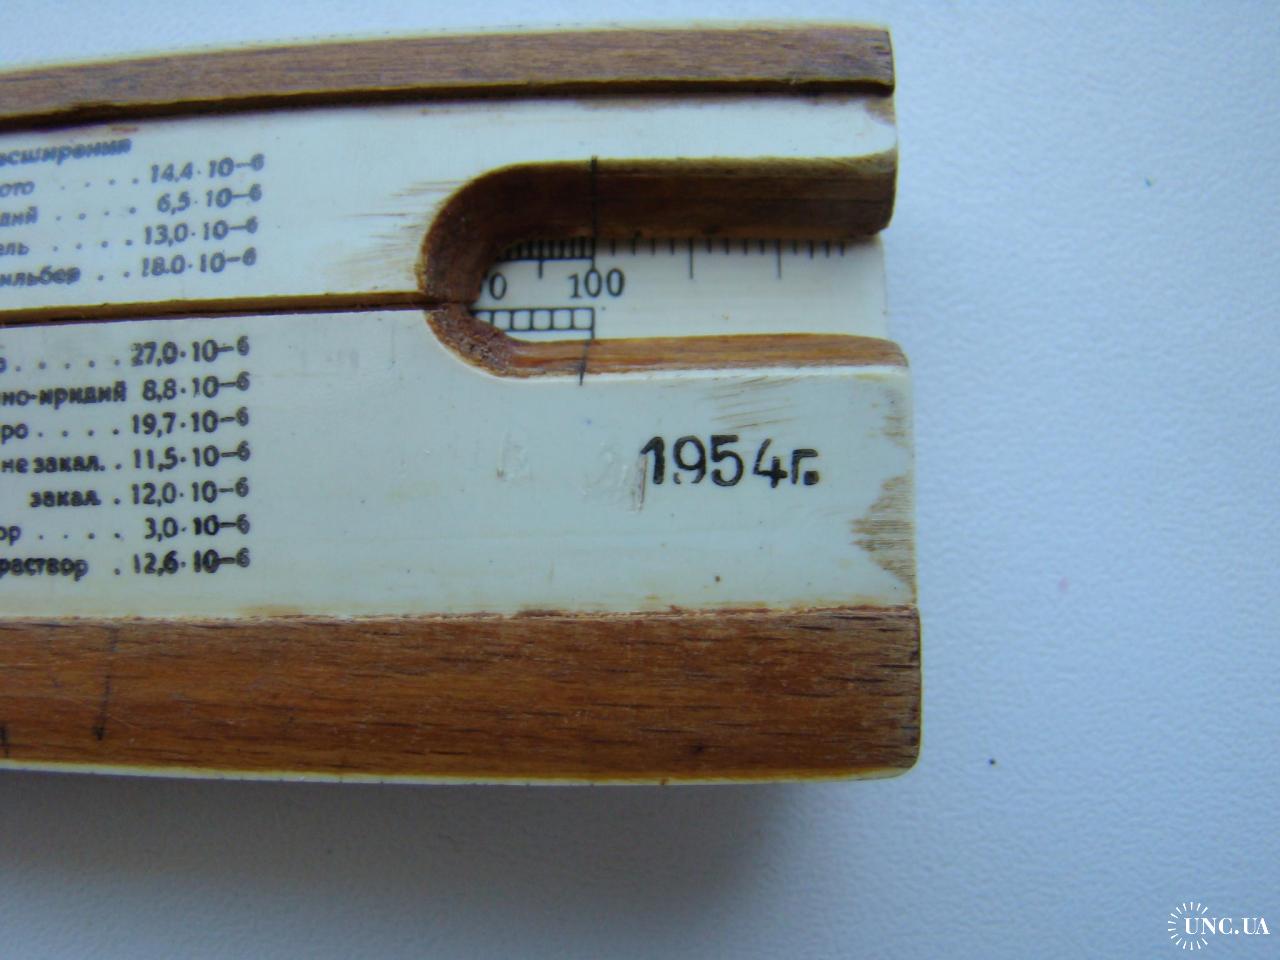 асширения
ото . . . . 14,4·10−6
дий . . . . 6,5·10−6
ель . . . . 13,0·10−6
ильбер . . 18.0·10−6
0 100
. . . . . 27,0·10−6
но-иридий 8,8·10−6
ро . . . . 19,7·10−6
не закал. . 11,5·10−6
закал. . 12,0·10−6
ор . . . . 3,0·10−6
раствор . 12,6·10−6
1954г.
UNC.UA